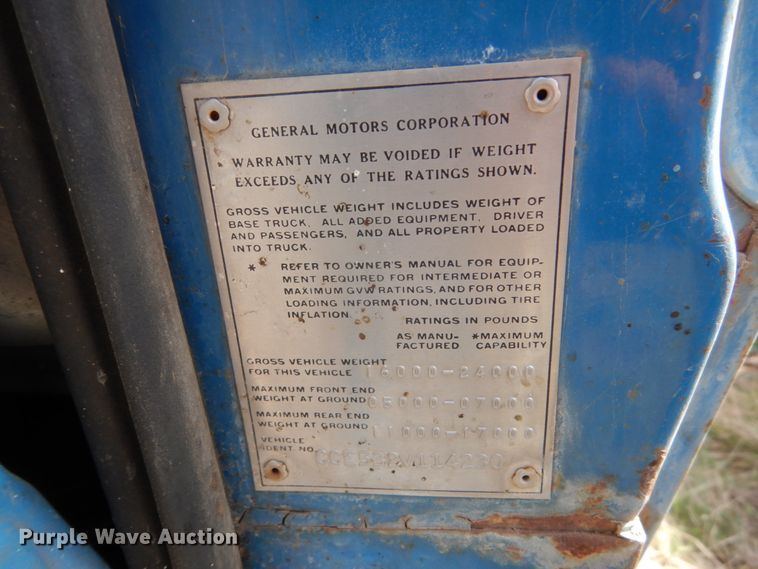 GENERAL MOTORS CORPORATION
WARRANTY MAY BE VOIDED IF WEIGHT
EXCEEDS ANY OF THE RATINGS SHOWN.
GROSS VEHICLE WEIGHT INCLUDES WEIGHT OF
BASE TRUCK, ALL ADDED EQUIPMENT, DRIVER
AND PASSENGERS, AND ALL PROPERTY LOADED
INTO TRUCK.
* REFER TO OWNER'S MANUAL FOR EQUIP-
MENT REQUIRED FOR INTERMEDIATE OR
MAXIMUM GVW RATINGS, AND FOR OTHER
LOADING INFORMATION, INCLUDING TIRE
INFLATION.
RATINGS IN POUNDS
AS MANU- *MAXIMUM
FACTURED CAPABILITY
GROSS VEHICLE WEIGHT
FOR THIS VEHICLE 16000-24000
MAXIMUM FRONT END
WEIGHT AT GROUND 05000-07000
MAXIMUM REAR END
WEIGHT AT GROUND 11000-17000
VEHICLE
IDENT. NO.
Purple Wave Auction